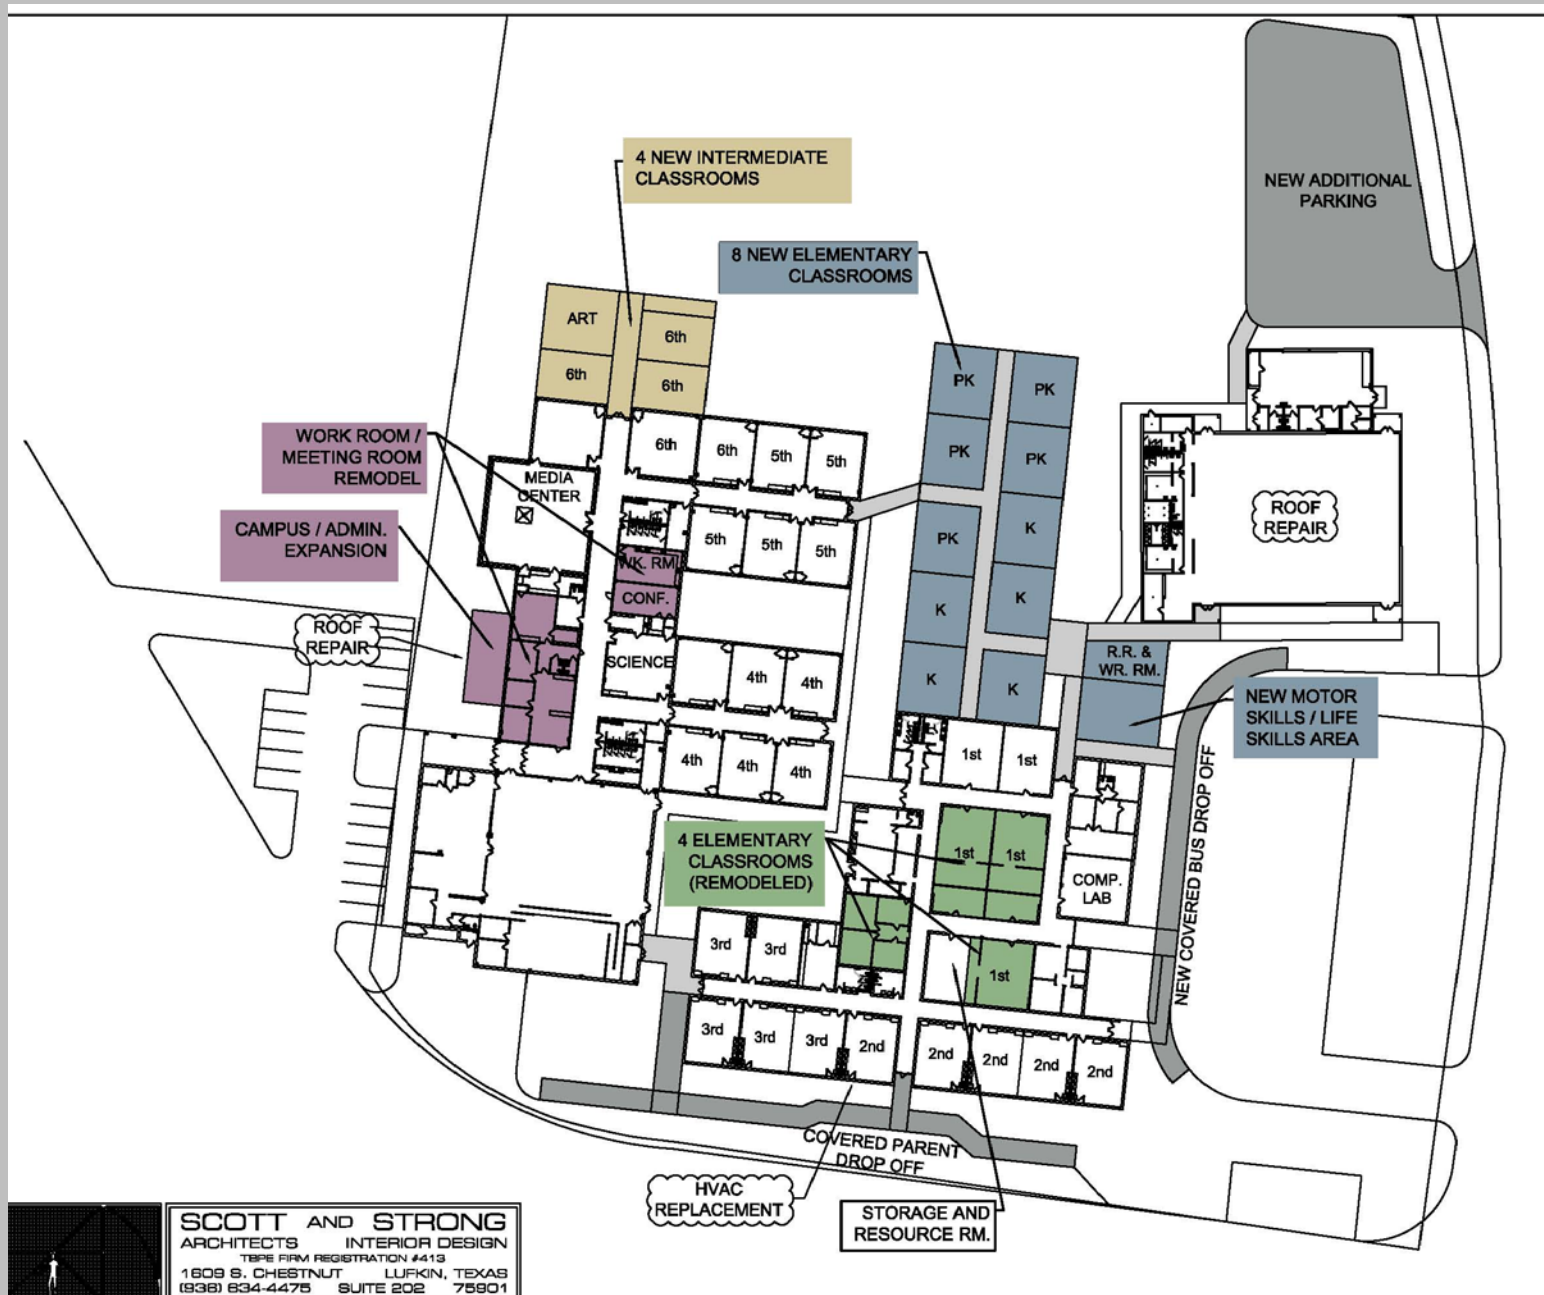 4 NEW INTERMEDIATE
CLASSROOMS
NEW ADDITIONAL
PARKING
8 NEW ELEMENTARY
CLASSROOMS
ART
6th
6th
6th
PK
PK
PK
PK
PK
K
K
K
K
K
WORK ROOM /
MEETING ROOM
REMODEL
6th
6th
5th
5th
MEDIA
CENTER
CAMPUS / ADMIN.
EXPANSION
5th
5th
5th
ROOF
REPAIR
WK. RM.
CONF.
ROOF
REPAIR
SCIENCE
4th
4th
R.R. &
WR. RM.
NEW MOTOR
SKILLS / LIFE
SKILLS AREA
4th
4th
4th
1st
1st
NEW COVERED BUS DROP OFF
4 ELEMENTARY
CLASSROOMS
(REMODELED)
1st
1st
COMP.
LAB
3rd
3rd
1st
3rd
3rd
3rd
2nd
2nd
2nd
2nd
2nd
COVERED PARENT
DROP OFF
HVAC
REPLACEMENT
STORAGE AND
RESOURCE RM.
SCOTT AND STRONG
ARCHITECTS INTERIOR DESIGN
TBPE FIRM REGISTRATION #413
1609 S. CHESTNUT LUFKIN, TEXAS
(936) 634-4475 SUITE 202 75901